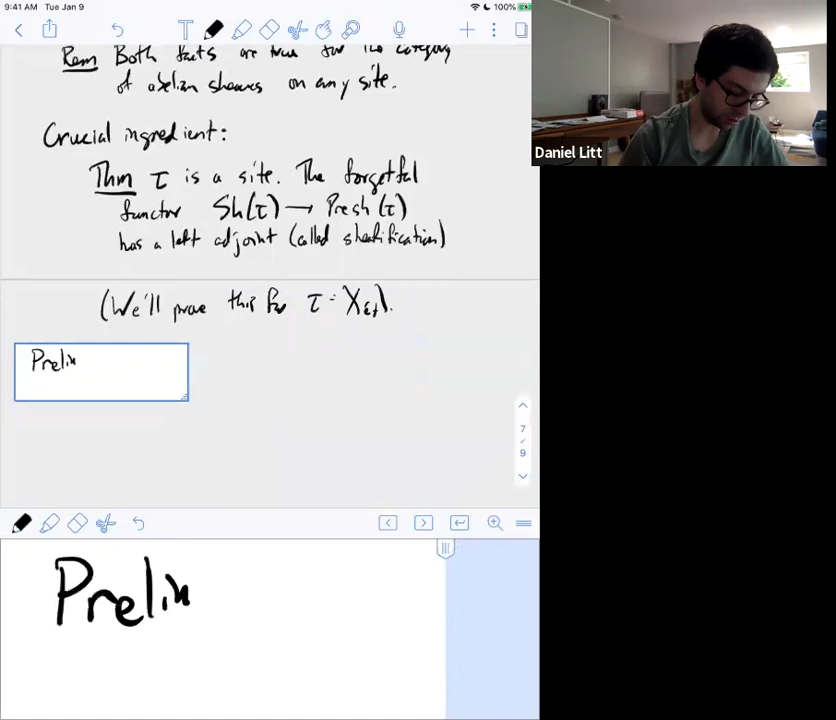 9:41 AM Tue Jan 9
100%
Rem Both facts are true for the category
of abelian sheaves on any site.
Crucial ingredient:
Thm τ is a site. The forgetful
functor Sh(τ) → Presh(τ)
has a left adjoint (called sheafification)
(We'll prove this for τ = X_ét).
Prelim
7
/
9
Prelim
Daniel Litt